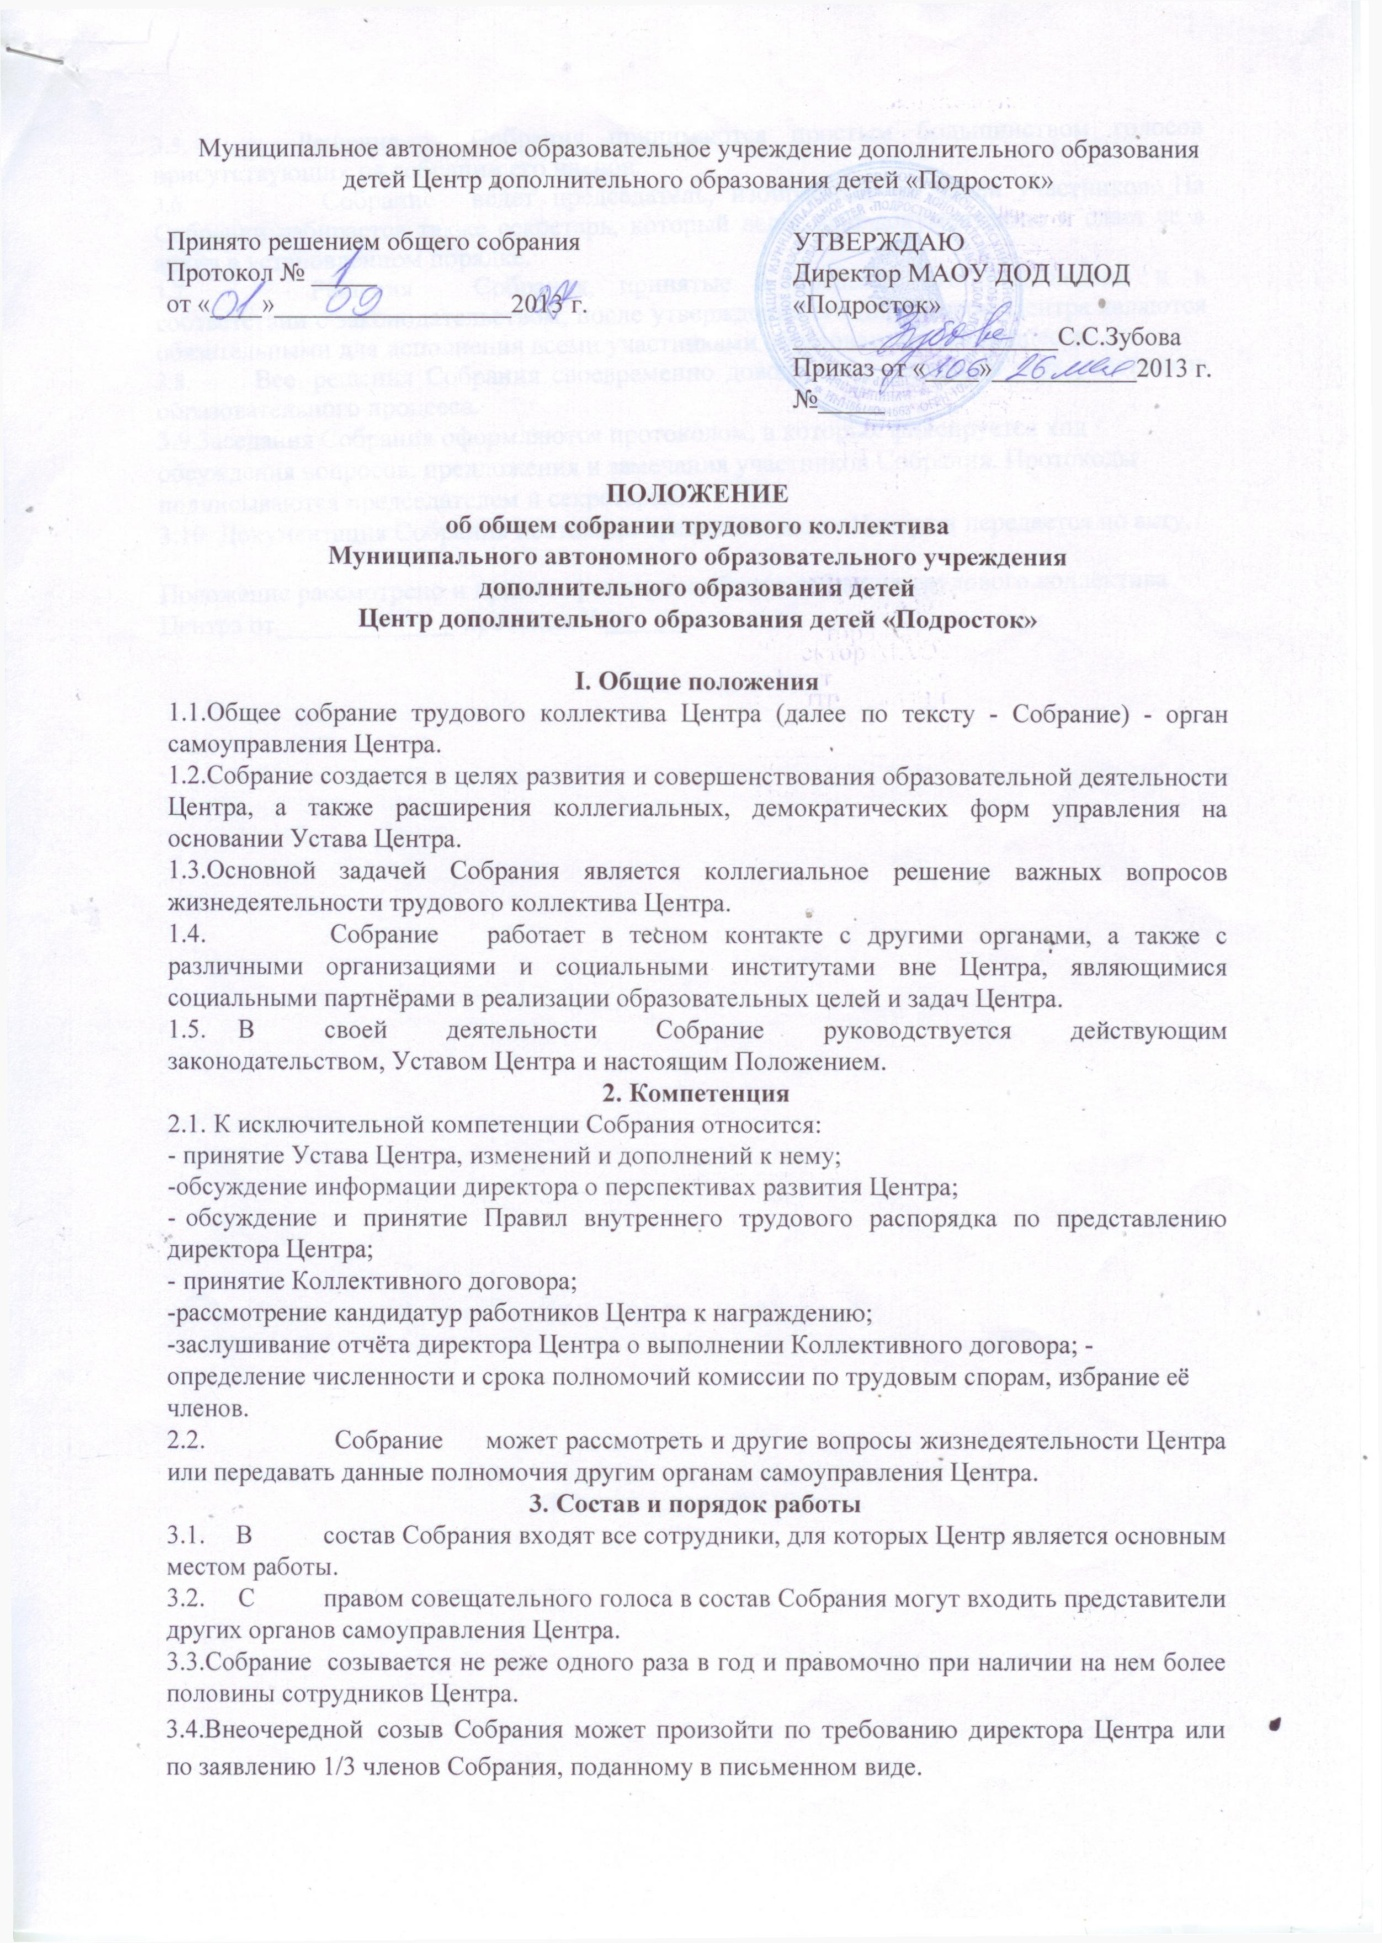 Муниципальное автономное образовательное учреждение дополнительного образования
детей Центр дополнительного образования детей «Подросток»
Принято решением общего собрания
Протокол № 1
от «01» 09 2013 г.
УТВЕРЖДАЮ
Директор МАОУ ДОД ЦДОД
«Подросток»
С.С.Зубова
Приказ от «106» 26 мая 2013 г.
№
ПОЛОЖЕНИЕ
об общем собрании трудового коллектива
Муниципального автономного образовательного учреждения
дополнительного образования детей
Центр дополнительного образования детей «Подросток»
I. Общие положения
1.1.Общее собрание трудового коллектива Центра (далее по тексту - Собрание) - орган
самоуправления Центра.
1.2.Собрание создается в целях развития и совершенствования образовательной деятельности
Центра, а также расширения коллегиальных, демократических форм управления на
основании Устава Центра.
1.3.Основной задачей Собрания является коллегиальное решение важных вопросов
жизнедеятельности трудового коллектива Центра.
1.4. Собрание работает в тесном контакте с другими органами, а также с
различными организациями и социальными институтами вне Центра, являющимися
социальными партнёрами в реализации образовательных целей и задач Центра.
1.5. В своей деятельности Собрание руководствуется действующим
законодательством, Уставом Центра и настоящим Положением.
2. Компетенция
2.1. К исключительной компетенции Собрания относится:
- принятие Устава Центра, изменений и дополнений к нему;
-обсуждение информации директора о перспективах развития Центра;
- обсуждение и принятие Правил внутреннего трудового распорядка по представлению
директора Центра;
- принятие Коллективного договора;
-рассмотрение кандидатур работников Центра к награждению;
-заслушивание отчёта директора Центра о выполнении Коллективного договора; -
определение численности и срока полномочий комиссии по трудовым спорам, избрание её
членов.
2.2. Собрание может рассмотреть и другие вопросы жизнедеятельности Центра
или передавать данные полномочия другим органам самоуправления Центра.
3. Состав и порядок работы
3.1. В состав Собрания входят все сотрудники, для которых Центр является основным
местом работы.
3.2. С правом совещательного голоса в состав Собрания могут входить представители
других органов самоуправления Центра.
3.3.Собрание созывается не реже одного раза в год и правомочно при наличии на нем более
половины сотрудников Центра.
3.4.Внеочередной созыв Собрания может произойти по требованию директора Центра или
по заявлению 1/3 членов Собрания, поданному в письменном виде.